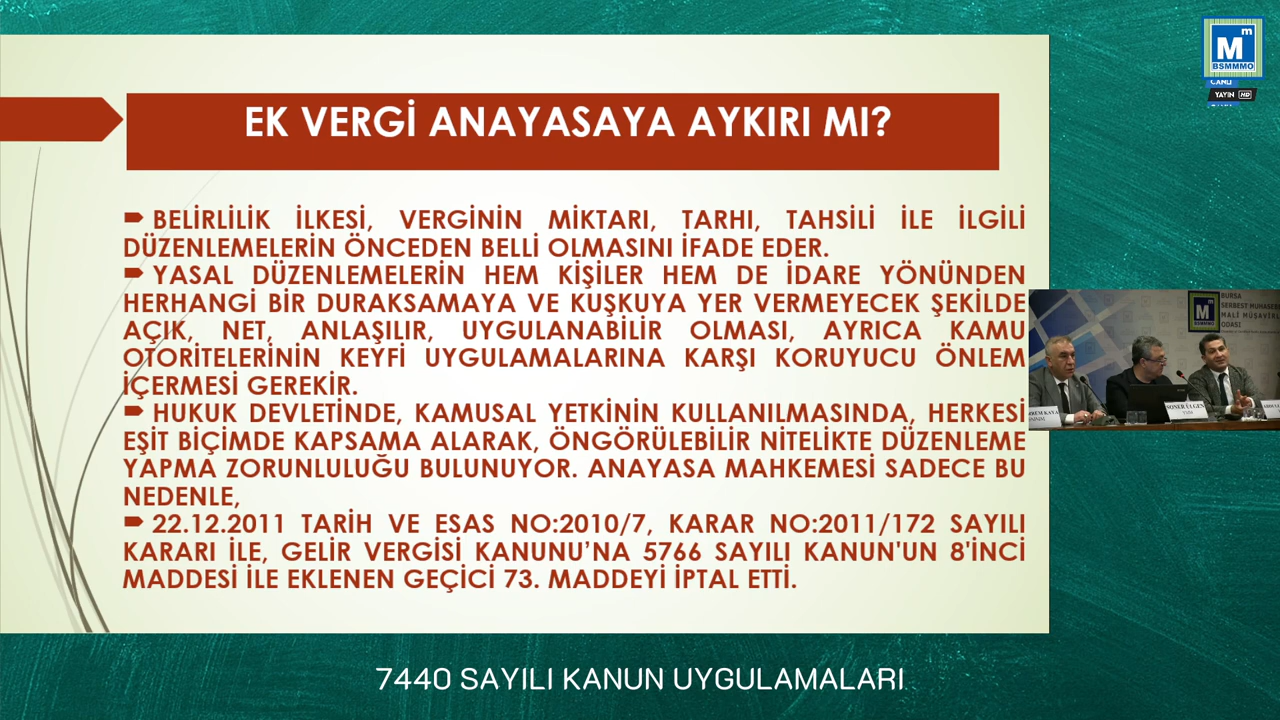 M m
BSMMMO
CANLI
YAYIN HD
EK VERGİ ANAYASAYA AYKIRI MI?
BELİRLİLİK İLKESİ, VERGİNİN MİKTARI, TARHI, TAHSİLİ İLE İLGİLİ
DÜZENLEMELERİN ÖNCEDEN BELLİ OLMASINI İFADE EDER.
YASAL DÜZENLEMELERİN HEM KİŞİLER HEM DE İDARE YÖNÜNDEN
HERHANGİ BİR DURAKSAMAYA VE KUŞKUYA YER VERMEYECEK ŞEKİLDE
AÇIK, NET, ANLAŞILIR, UYGULANABİLİR OLMASI, AYRICA KAMU
OTORİTELERİNİN KEYFİ UYGULAMALARINA KARŞI KORUYUCU ÖNLEM
İÇERMESİ GEREKİR.
HUKUK DEVLETİNDE, KAMUSAL YETKİNİN KULLANILMASINDA, HERKESİ
EŞİT BİÇİMDE KAPSAMA ALARAK, ÖNGÖRÜLEBİLİR NİTELİKTE DÜZENLEME
YAPMA ZORUNLULUĞU BULUNUYOR. ANAYASA MAHKEMESİ SADECE BU
NEDENLE,
22.12.2011 TARİH VE ESAS NO:2010/7, KARAR NO:2011/172 SAYILI
KARARI İLE, GELİR VERGİSİ KANUNU’NA 5766 SAYILI KANUN'UN 8'İNCİ
MADDESİ İLE EKLENEN GEÇİCİ 73. MADDEYİ İPTAL ETTİ.
BURSA
SERBEST MUHASEB
MALİ MÜŞAVİRL
ODASI
M m
BSMMMO
KAYA
SONER ÜLGEN
7440 SAYILI KANUN UYGULAMALARI